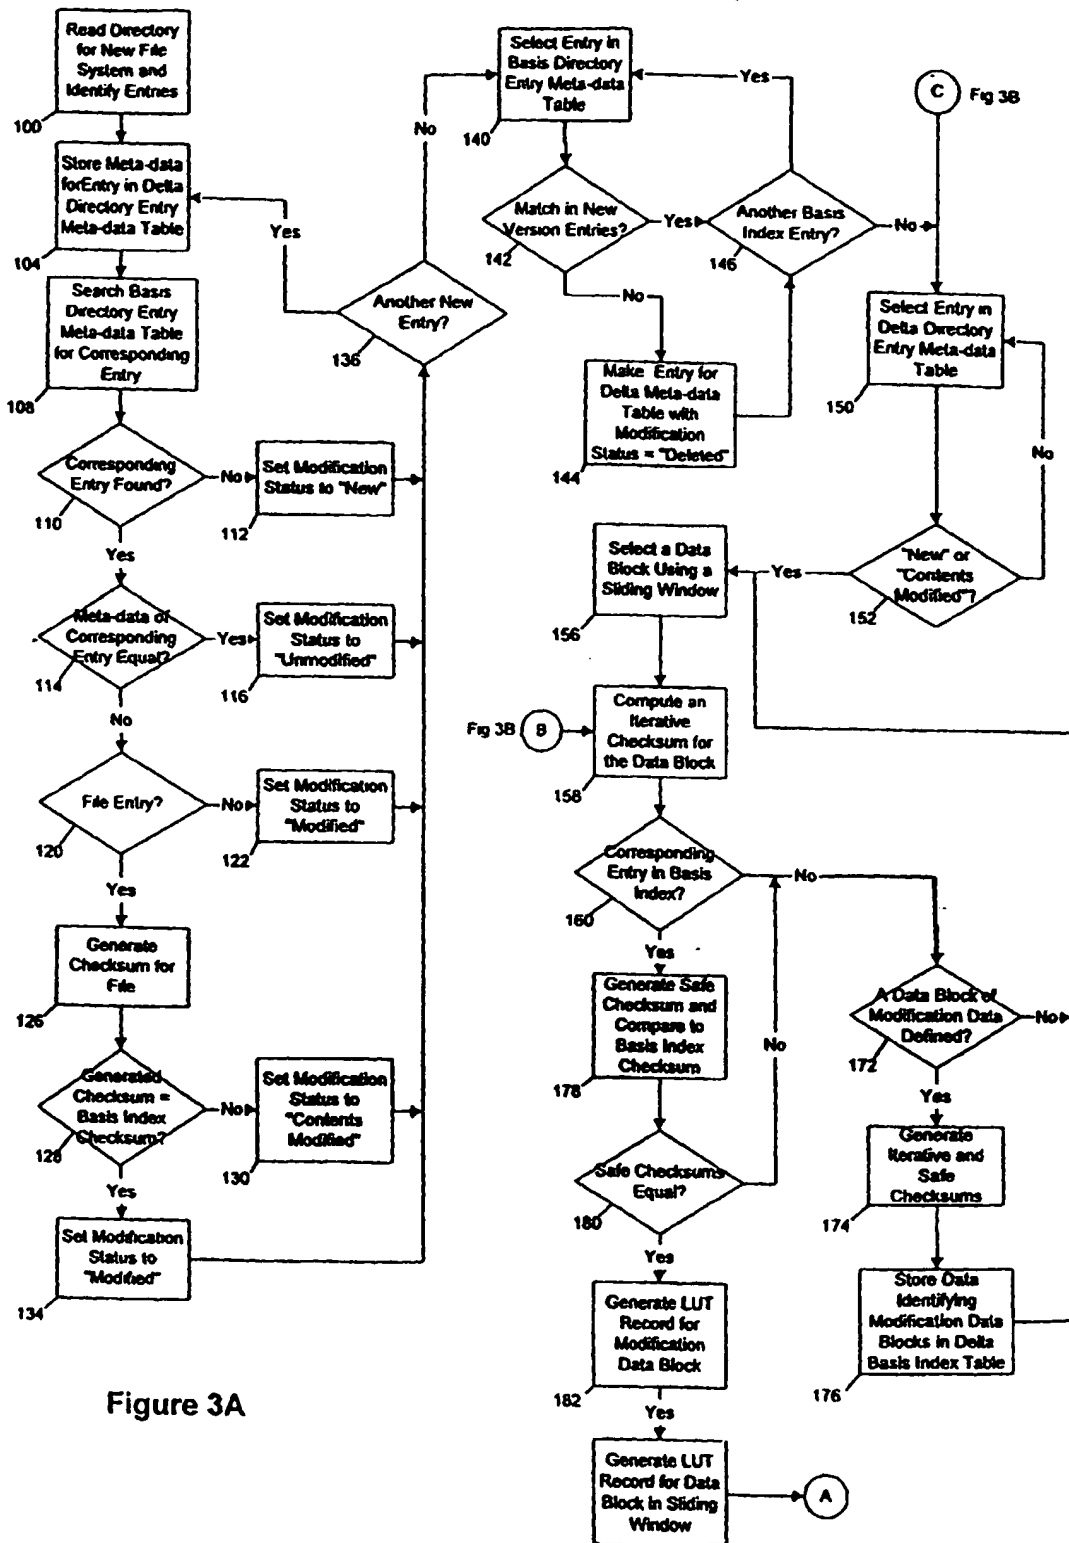 Read Directory
for New File
System and
Identify Entries
100
Store Meta-data
forEntry in Delta
Directory Entry
Meta-data Table
104
Search Basis
Directory Entry
Meta-data Table
for Corresponding
Entry
108
Corresponding
Entry Found?
110
No
Set Modification
Status to "New"
112
Yes
Meta-data of
Corresponding
Entry Equal?
114
Yes
Set Modification
Status to
"Unmodified"
116
No
File Entry?
120
No
Set Modification
Status to
"Modified"
122
Yes
Generate
Checksum for
File
126
Generated
Checksum =
Basis Index
Checksum?
128
No
Set Modification
Status to
"Contents
Modified"
130
Yes
Set Modification
Status to
"Modified"
134
Another New
Entry?
136
Yes
No
Select Entry in
Basis Directory
Entry Meta-data
Table
140
Match in New
Version Entries?
142
Yes
No
Make Entry for
Delta Meta-data
Table with
Modification
Status = "Deleted"
144
Another Basis
Index Entry?
146
Yes
No
C
Fig 3B
Select Entry in
Delta Directory
Entry Meta-data
Table
150
"New" or
"Contents
Modified"?
152
No
Yes
Select a Data
Block Using a
Sliding Window
156
Fig 3B
B
Compute an
Iterative
Checksum for
the Data Block
158
Corresponding
Entry in Basis
Index?
160
No
Yes
Generate Safe
Checksum and
Compare to
Basis Index
Checksum
178
No
Safe Checksums
Equal?
180
Yes
Generate LUT
Record for
Modification
Data Block
182
Yes
Generate LUT
Record for Data
Block in Sliding
Window
A
A Data Block of
Modification Data
Defined?
172
No
Yes
Generate
Iterative and
Safe
Checksums
174
Store Data
Identifying
Modification Data
Blocks in Delta
Basis Index Table
176
Figure 3A